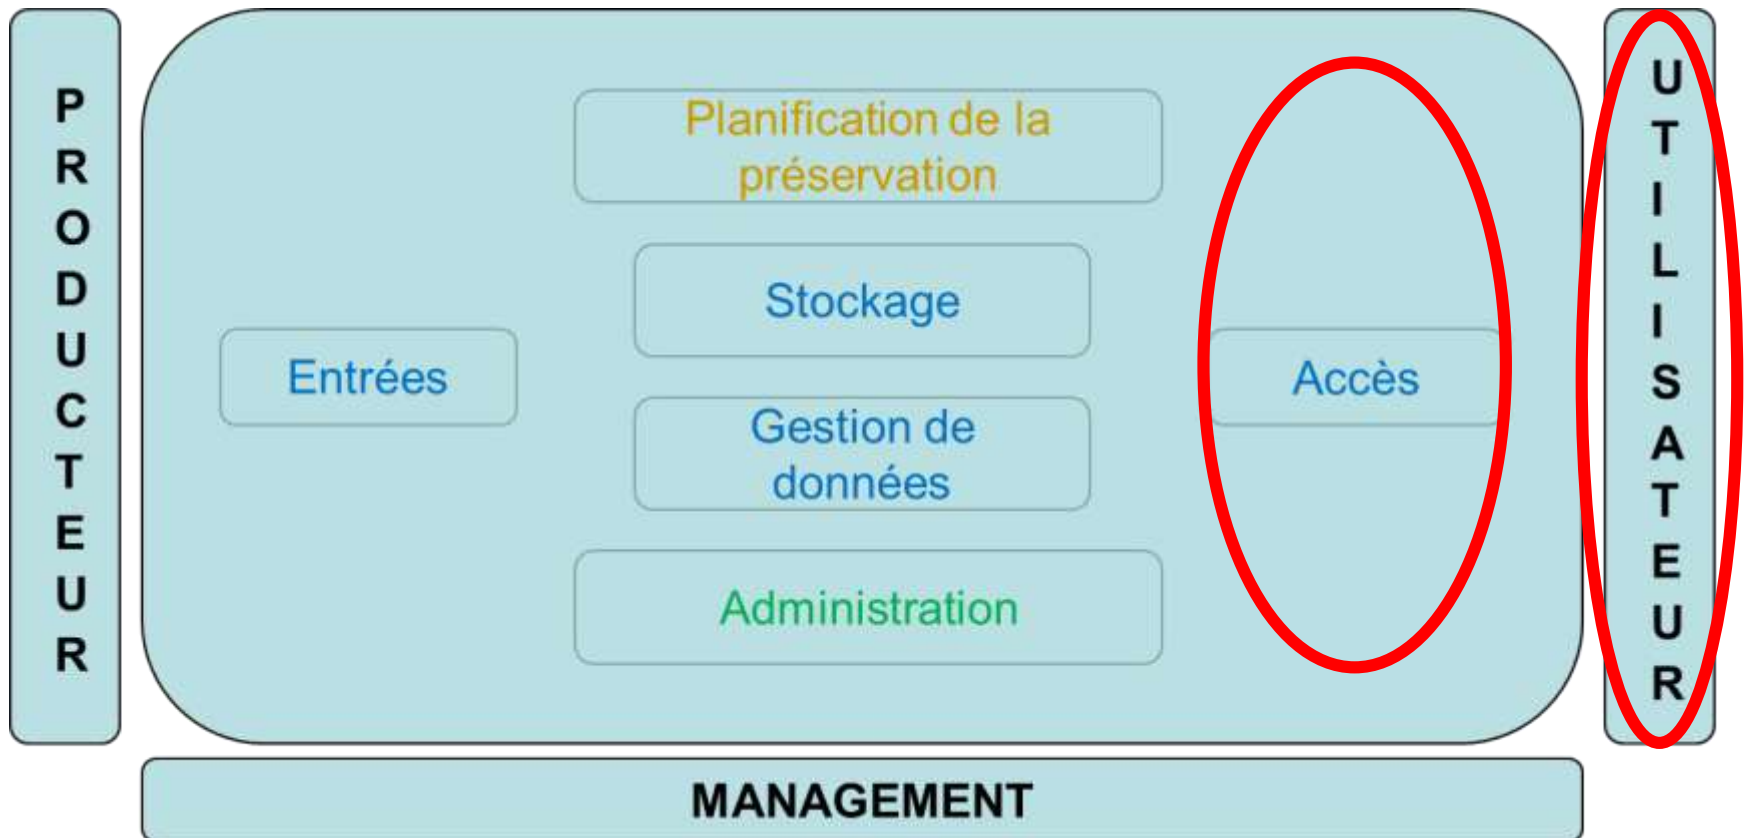 PRODUCTEUR
Planification de la
préservation
Stockage
Entrées
Gestion de
données
Administration
Accès
UTILISATEUR
MANAGEMENT